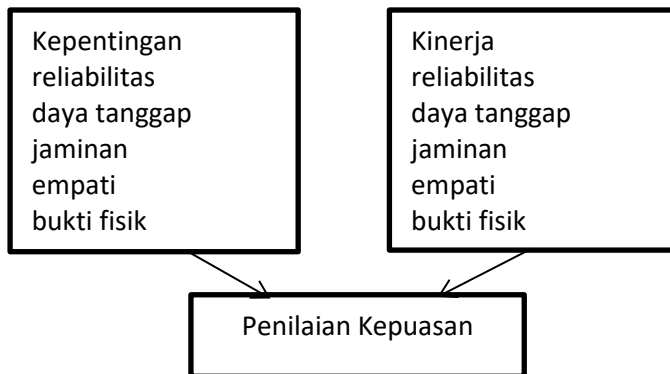 Kepentingan
reliabilitas
daya tanggap
jaminan
empati
bukti fisik
Kinerja
reliabilitas
daya tanggap
jaminan
empati
bukti fisik
Penilaian Kepuasan